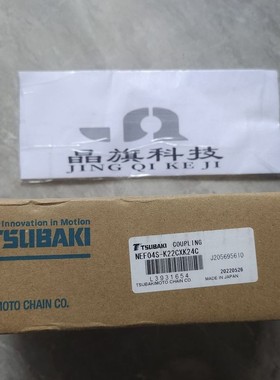 晶旗科技
JING QI KE JI
Innovation in Motion
TSUBAKI
MOTO CHAIN CO.
TSUBAKI COUPLING
NEF04S-K22CXK24C
J205695610
L3931654
20220526
TSUBAKIMOTO CHAIN CO.
MADE IN JAPAN